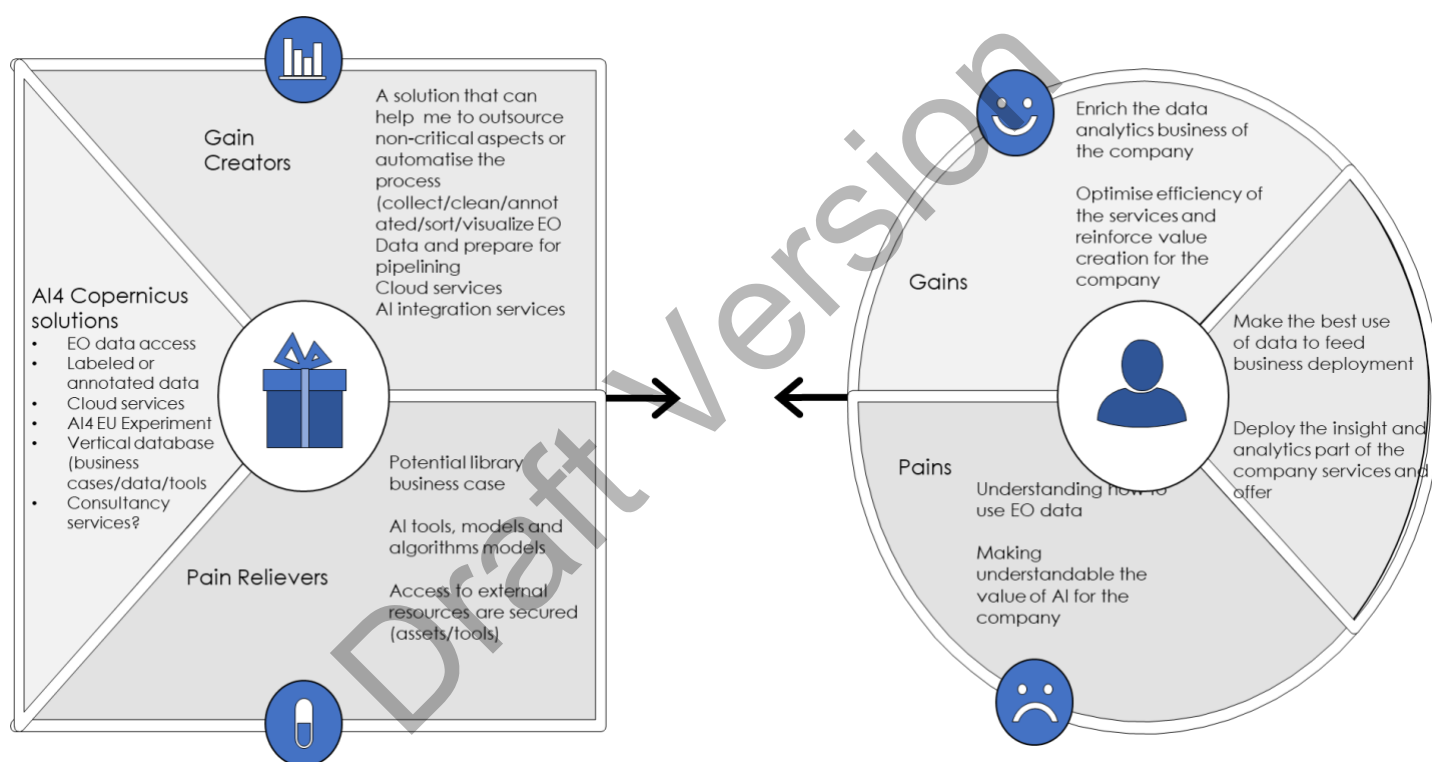 Gain
Creators
A solution that can
help me to outsource
non-critical aspects or
automatise the
process
(collect/clean/annot
ated/sort/visualize EO
Data and prepare for
pipelining
Cloud services
AI integration services
AI4 Copernicus
solutions
• EO data access
• Labeled or
annotated data
• Cloud services
• AI4 EU Experiment
• Vertical database
(business
cases/data/tools
• Consultancy
services?
Pain Relievers
Potential library
business case
AI tools, models and
algorithms models
Access to external
resources are secured
(assets/tools)
Gains
Enrich the data
analytics business of
the company
Optimise efficiency of
the services and
reinforce value
creation for the
company
Make the best use
of data to feed
business deployment
Deploy the insight and
analytics part of the
company services and
offer
Pains
Understanding how to
use EO data
Making
understandable the
value of AI for the
company
Draft Version